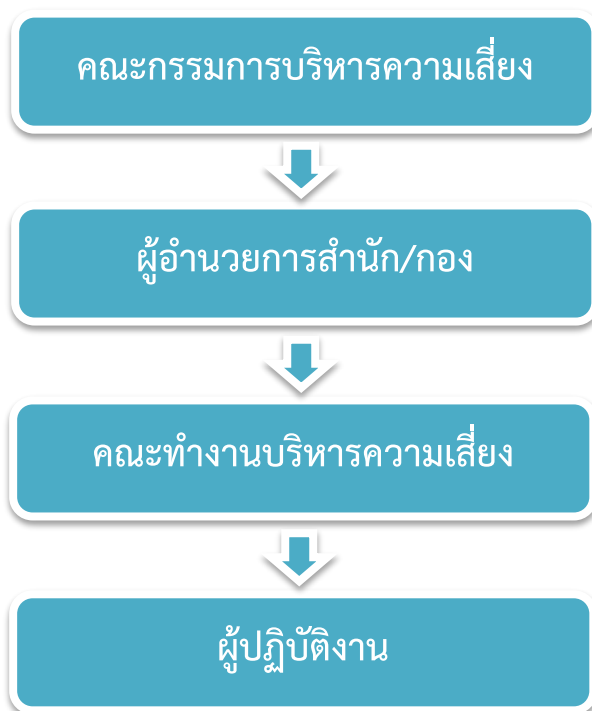 คณะกรรมการบริหารความเสี่ยง
ผู้อำนวยการสำนัก/กอง
คณะทำงานบริหารความเสี่ยง
ผู้ปฏิบัติงาน